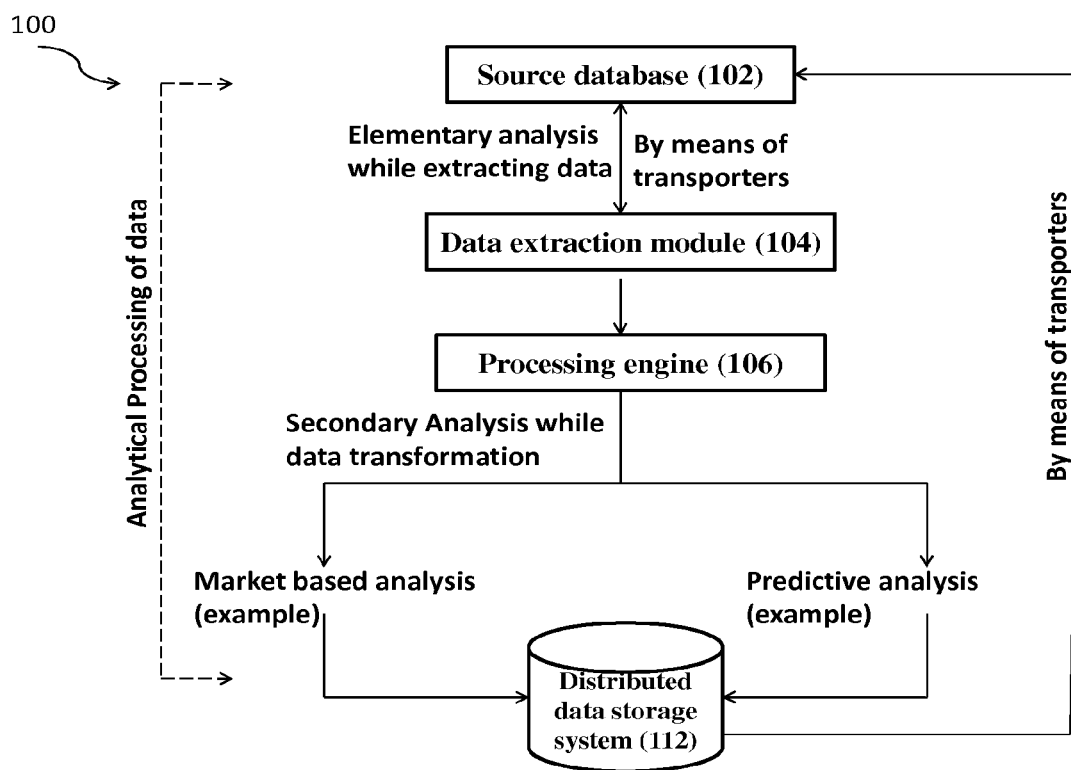 100
Source database (102)
Elementary analysis
while extracting data
By means of
transporters
Data extraction module (104)
Processing engine (106)
Secondary Analysis while
data transformation
Analytical Processing of data
By means of transporters
Market based analysis
(example)
Predictive analysis
(example)
Distributed
data storage
system (112)